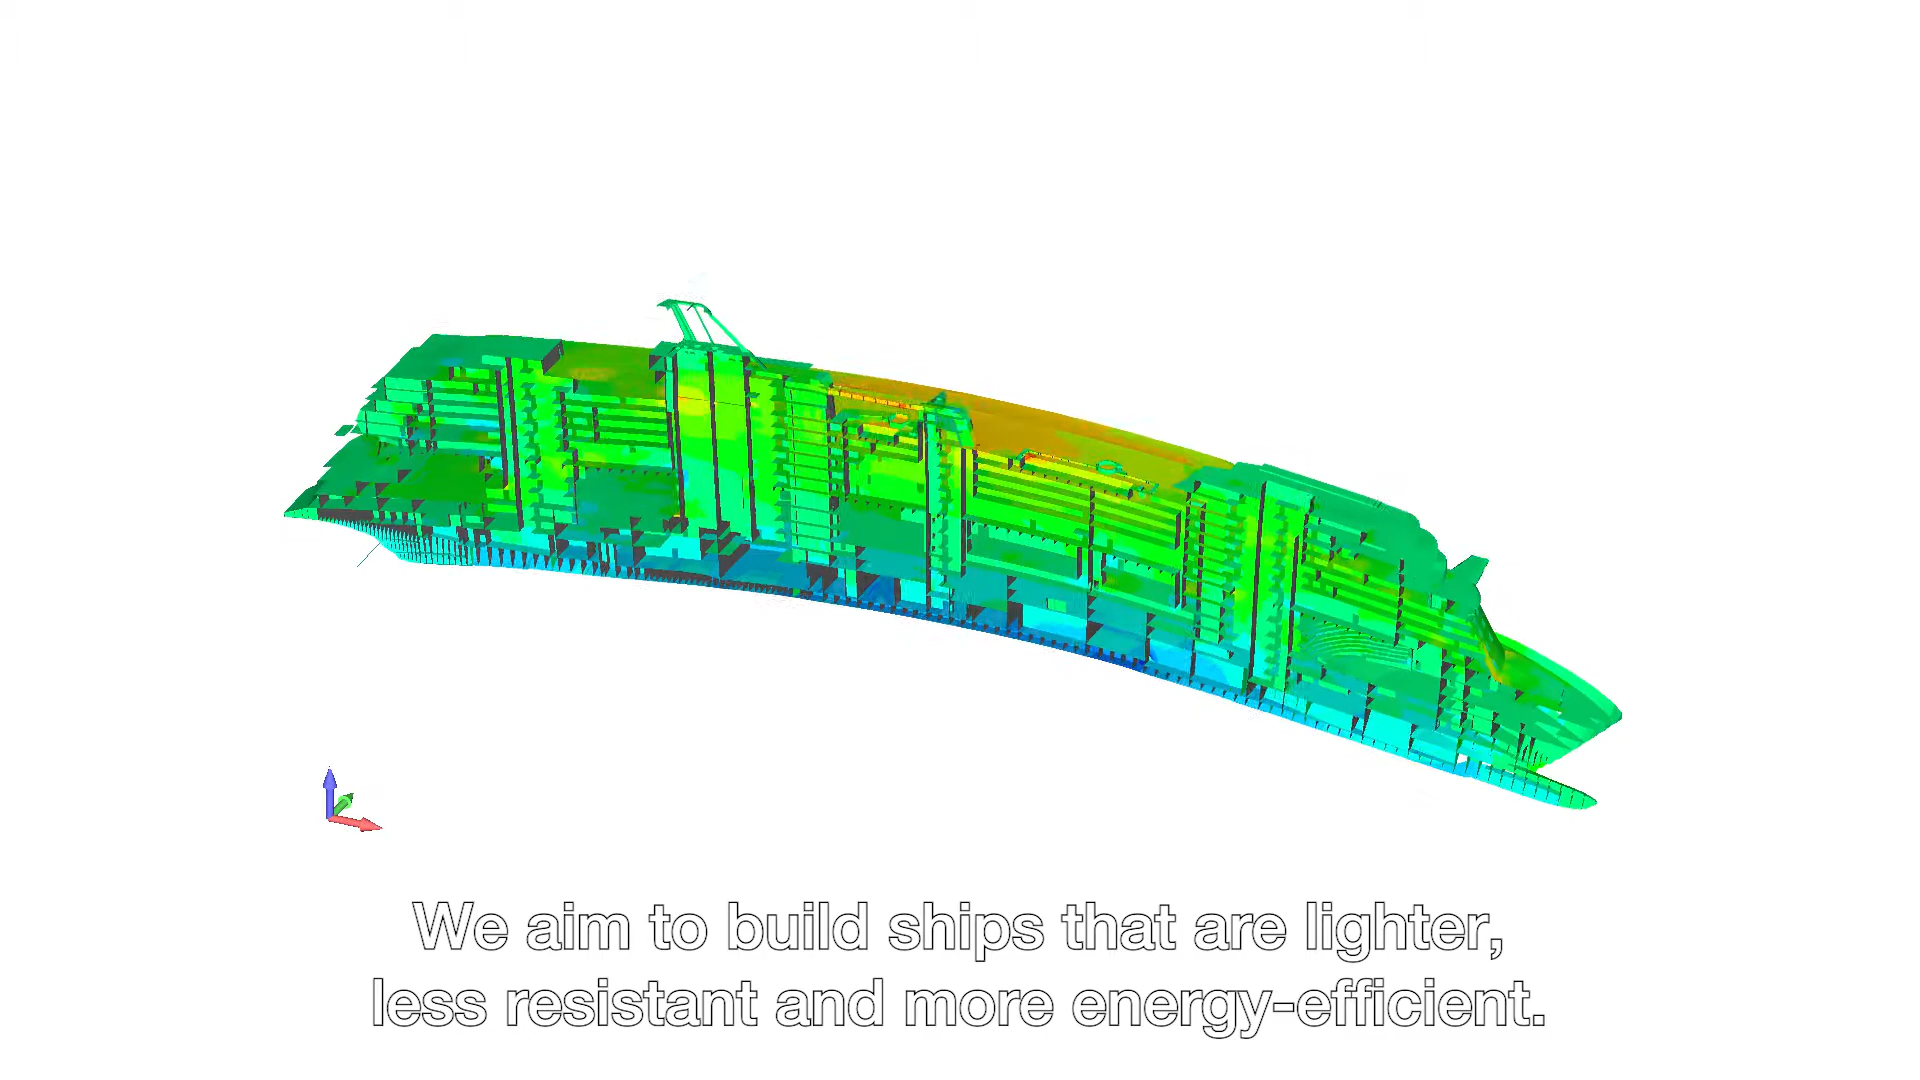 We aim to build ships that are lighter,
less resistant and more energy-efficient.